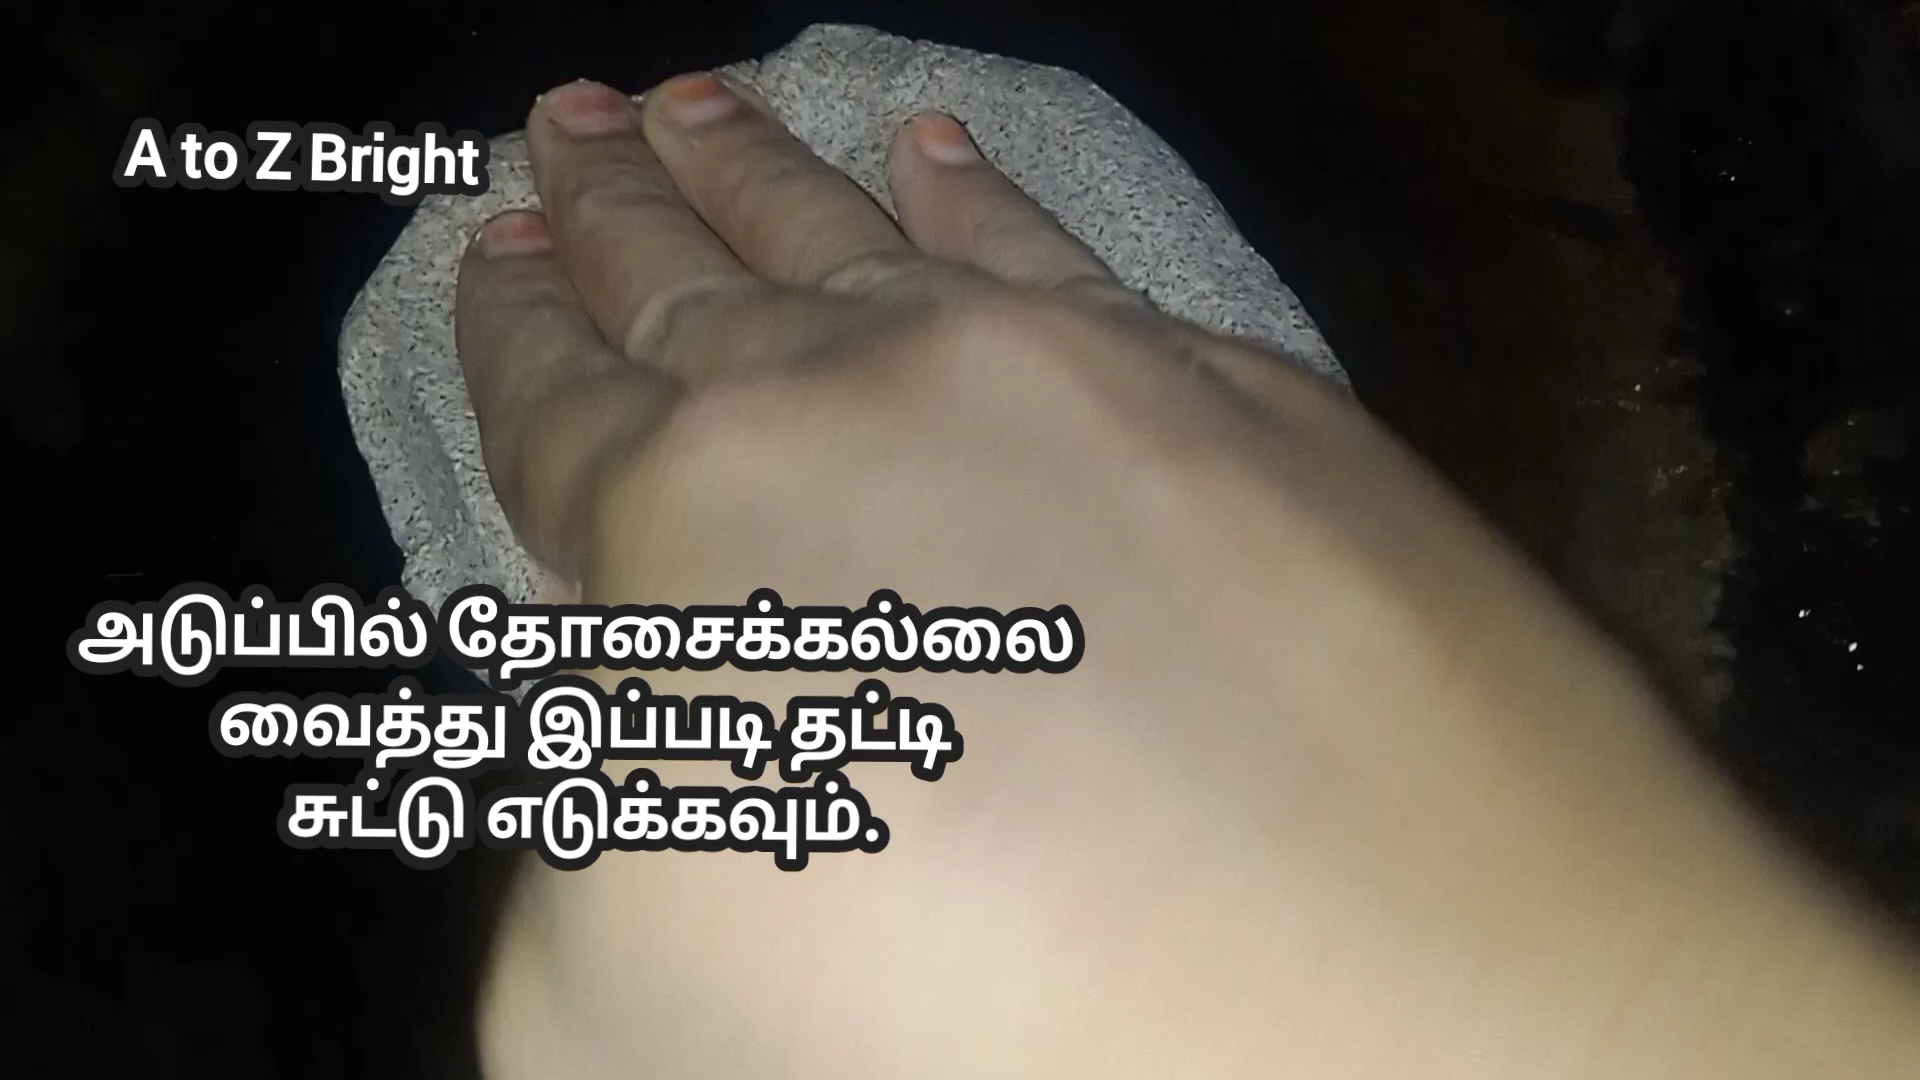 A to Z Bright
அடுப்பில் தோசைக்கல்லை
வைத்து இப்படி தட்டி
சுட்டு எடுக்கவும்.